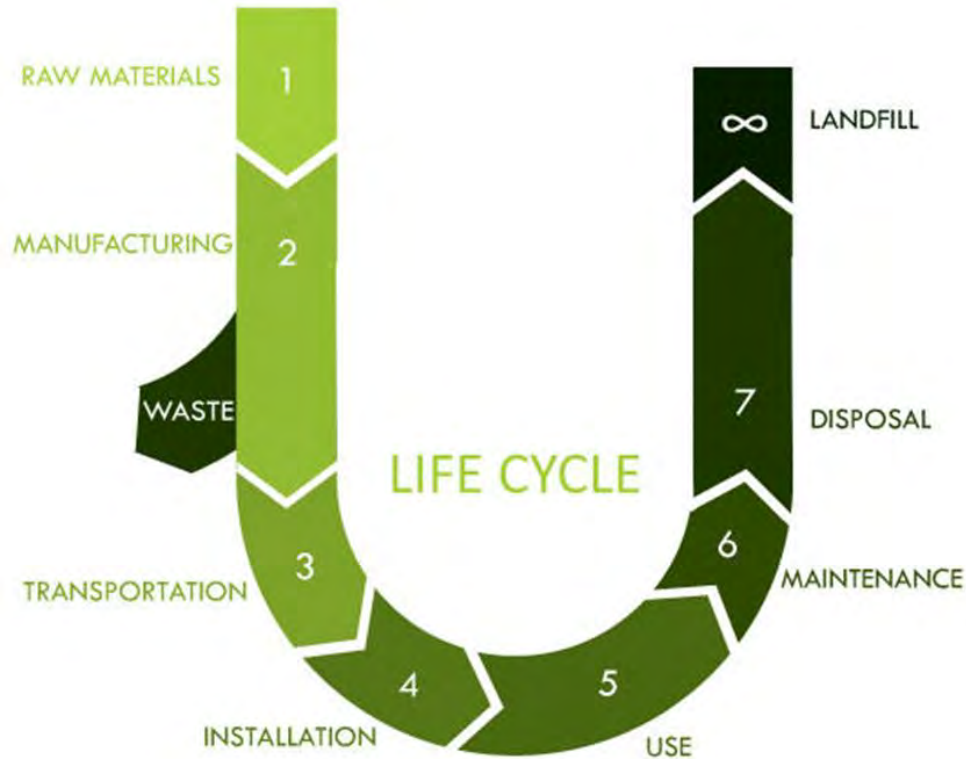 RAW MATERIALS
1
MANUFACTURING
2
WASTE
LIFE CYCLE
3
TRANSPORTATION
4
INSTALLATION
5
USE
6
MAINTENANCE
7
DISPOSAL
∞
LANDFILL